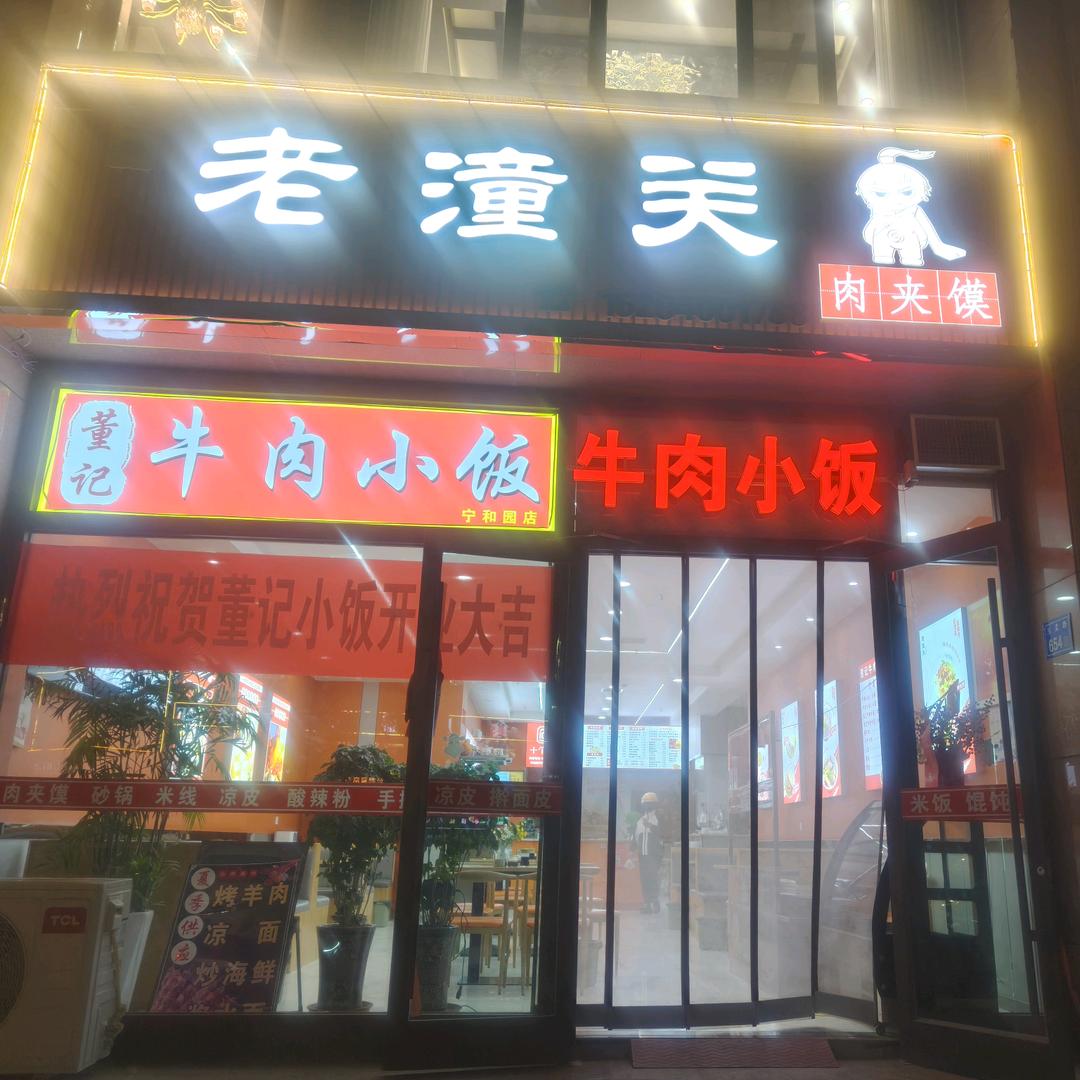 老潼关
肉夹馍
董记
牛肉小饭
宁和园店
牛肉小饭
热烈祝贺董记小饭开业大吉
654
肉夹馍 砂锅 米线 凉皮 酸辣粉 手擀
凉皮 擀面皮
米饭 馄饨
夏季供应
烤羊肉
凉面
炒海鲜
TCL